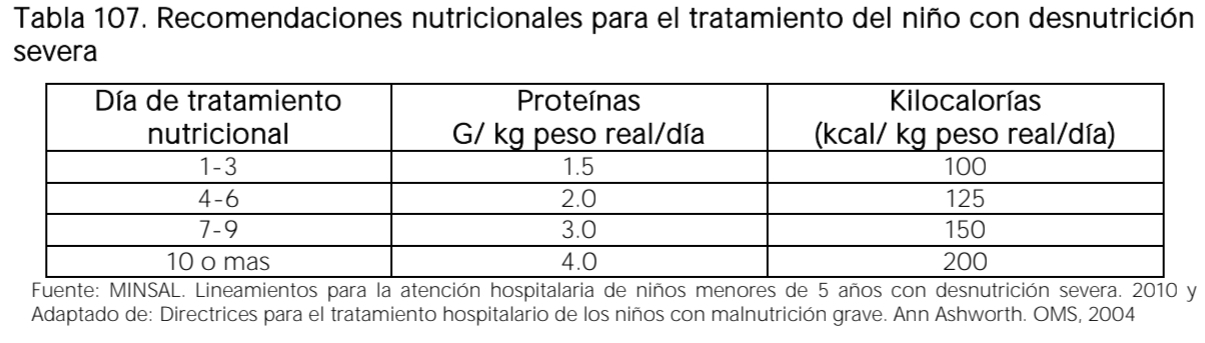 Tabla 107. Recomendaciones nutricionales para el tratamiento del niño con desnutrición
severa
Día de tratamiento nutricional	Proteínas G/ kg peso real/día	Kilocalorías (kcal/ kg peso real/día)
1-3	1.5	100
4-6	2.0	125
7-9	3.0	150
10 o mas	4.0	200
Fuente: MINSAL. Lineamientos para la atención hospitalaria de niños menores de 5 años con desnutrición severa. 2010 y
Adaptado de: Directrices para el tratamiento hospitalario de los niños con malnutrición grave. Ann Ashworth. OMS, 2004